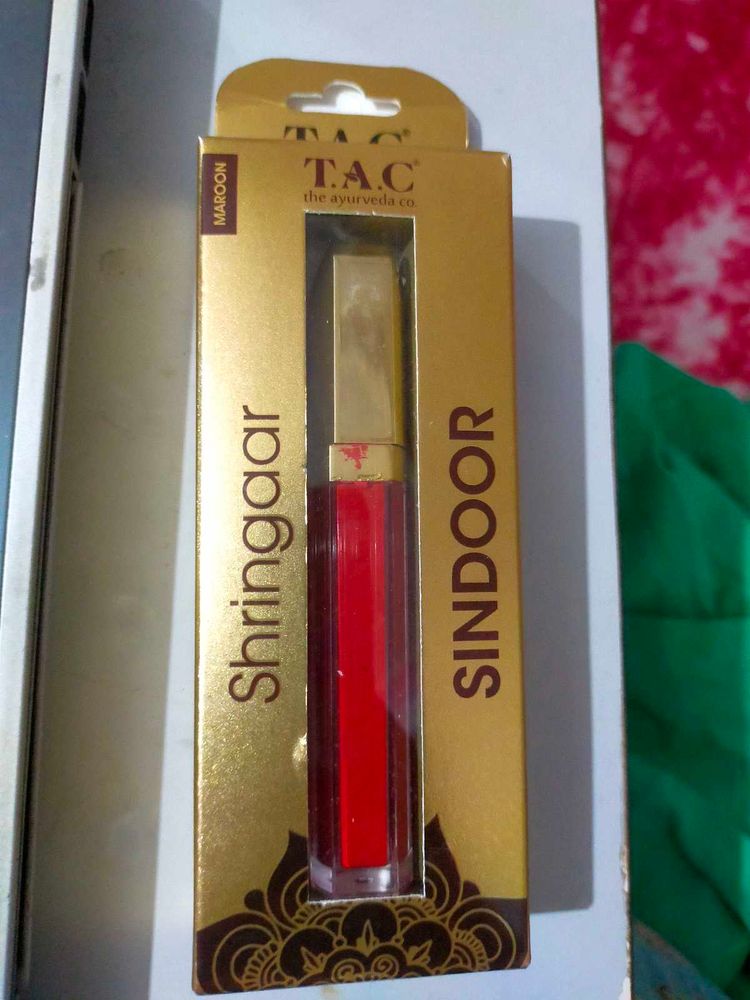 T.A.C®
T.A.C®
the ayurveda co.
MAROON
Shringaar
SINDOOR